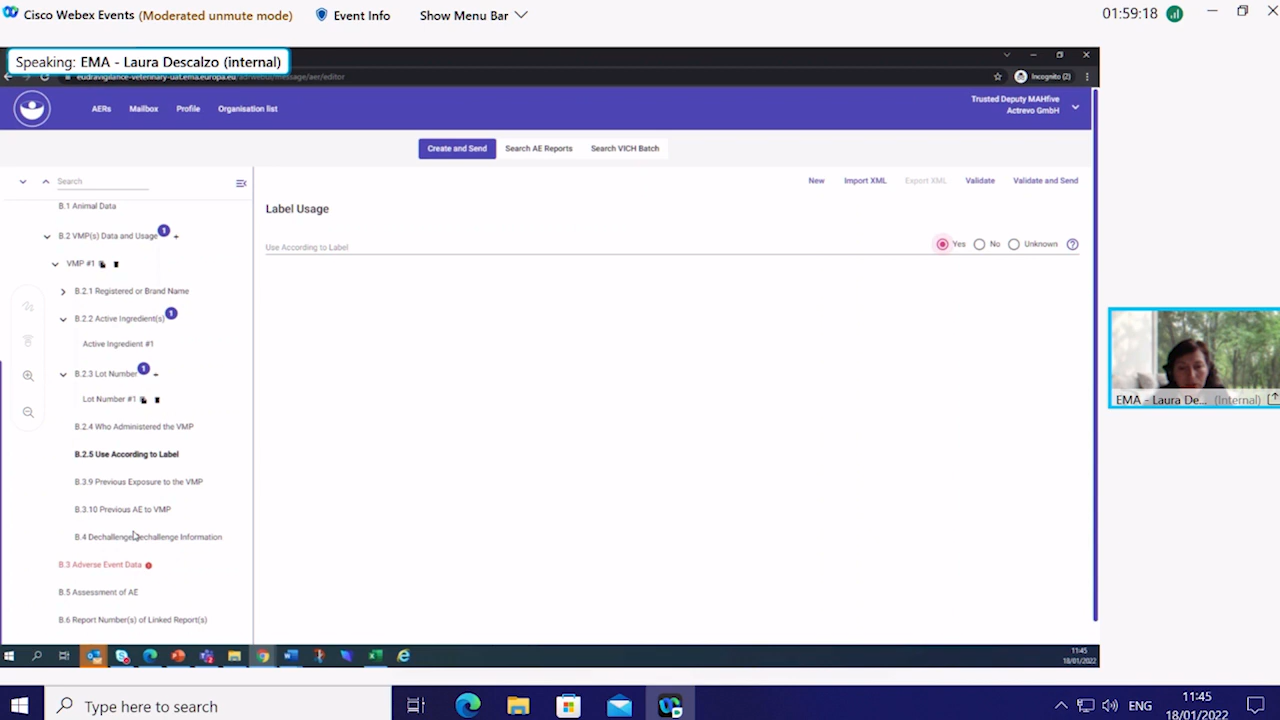 Cisco Webex Events (Moderated unmute mode) Event Info Show Menu Bar 01:59:18
Speaking: EMA - Laura Descalzo (internal)
eudravigilance-veterinary-uat.ema.europa.eu/adrwebui/message/aer/editor Incognito (2)
AERs Mailbox Profile Organisation list
Trusted Deputy MAHfive
Actrevo GmbH
Create and Send Search AE Reports Search VICH Batch
Search
New Import XML Export XML Validate Validate and Send
B.1 Animal Data
Label Usage
B.2 VMP(s) Data and Usage 1 +
Use According to Label Yes No Unknown ?
VMP #1
B.2.1 Registered or Brand Name
B.2.2 Active Ingredient(s) 1
Active Ingredient #1
B.2.3 Lot Number 1 +
Lot Number #1
B.2.4 Who Administered the VMP
B.2.5 Use According to Label
B.3.9 Previous Exposure to the VMP
B.3.10 Previous AE to VMP
B.4 Dechallenge Information
B.3 Adverse Event Data
B.5 Assessment of AE
B.6 Report Number(s) of Linked Report(s)
EMA - Laura De... (Internal)
11:45
18/01/2022
Type here to search
ENG
11:45
18/01/2022